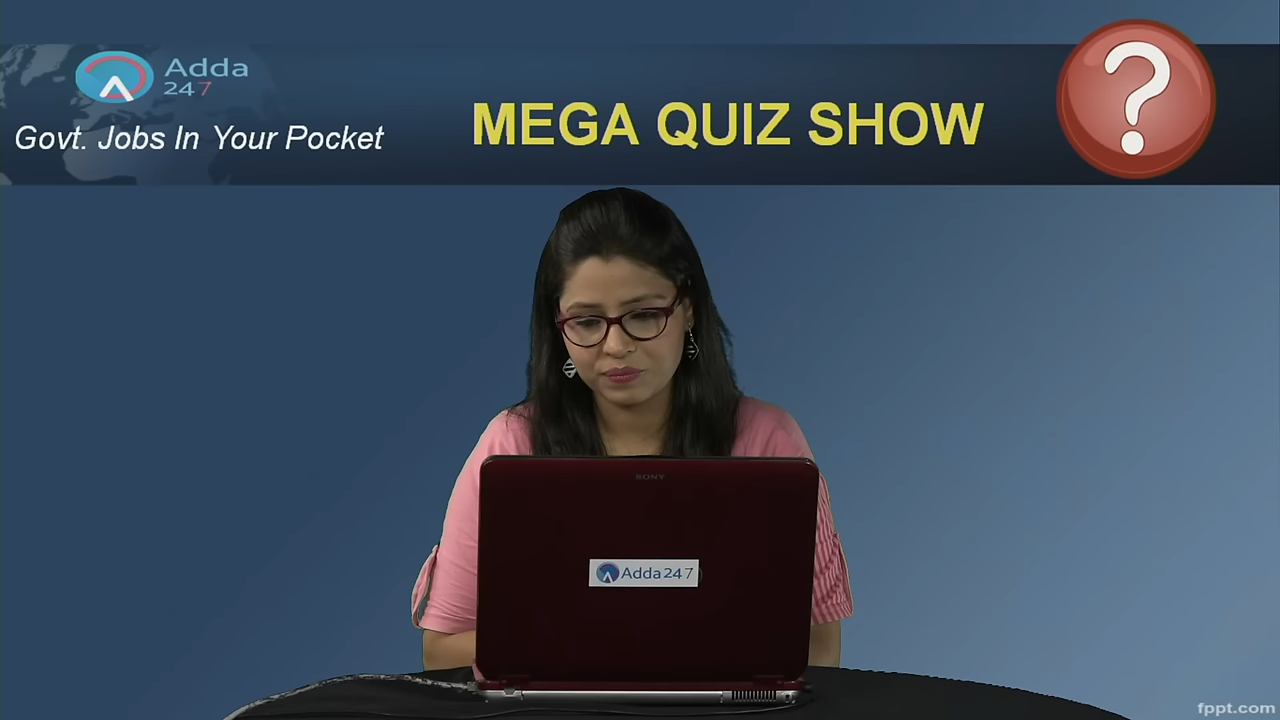 Adda
247
Govt. Jobs In Your Pocket
MEGA QUIZ SHOW
?
SONY
Adda247
fppt.com